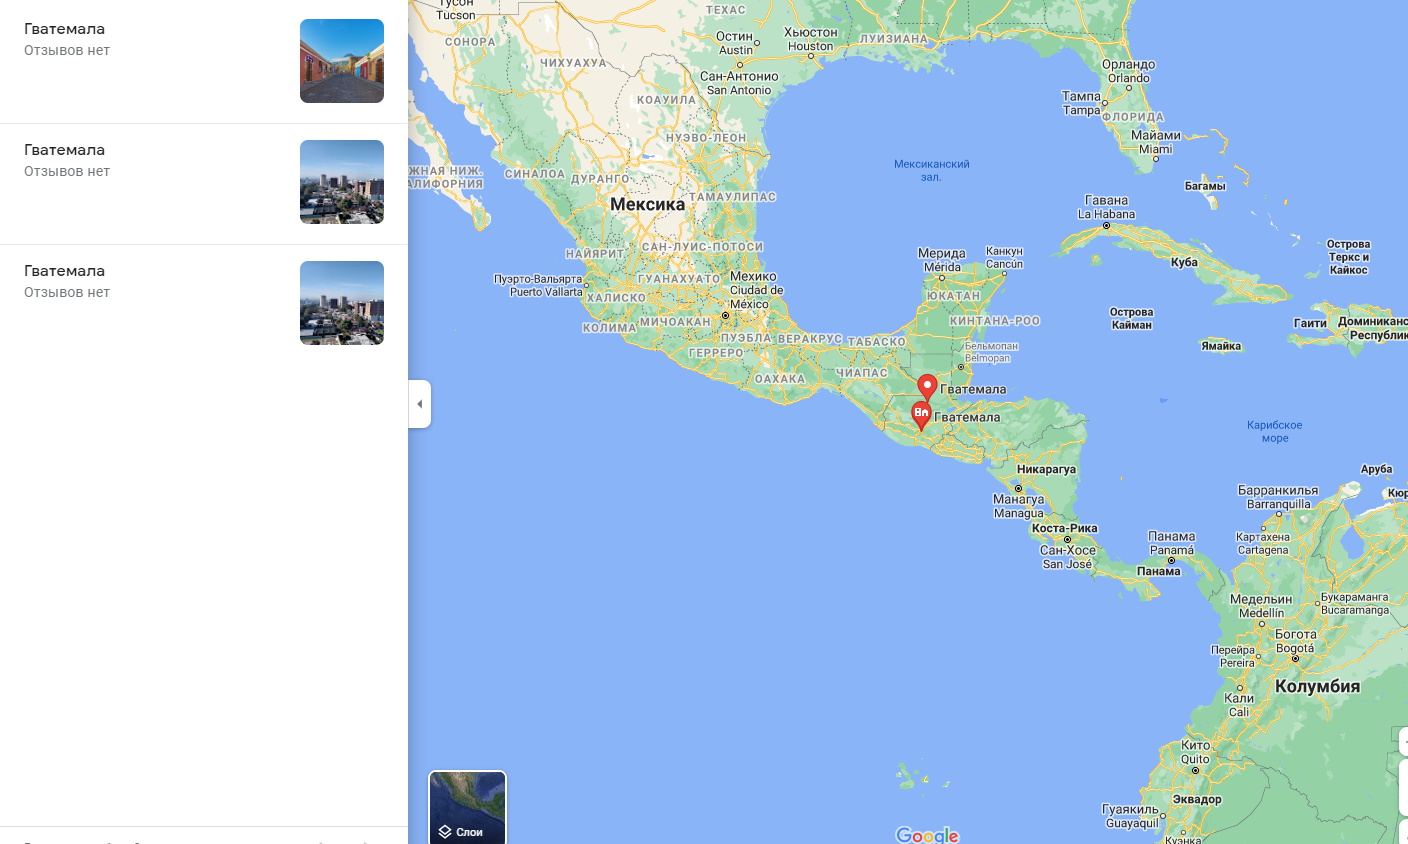 Гватемала
Отзывов нет
Гватемала
Отзывов нет
Гватемала
Отзывов нет
Тусон
Tucson
ТЕХАС
СОНОРА
ЧИХУАХУА
Остин
Austin
Хьюстон
Houston
ЛУИЗИАНА
Сан-Антонио
San Antonio
Орландо
Orlando
Тампа
Tampa
ФЛОРИДА
Майами
Miami
КОАУИЛА
НУЭВО-ЛЕОН
Мексиканский
зал.
ЖНАЯ НИЖ.
АЛИФОРНИЯ
СИНАЛОА
ДУРАНГО
Мексика
ТАМАУЛИПАС
Багамы
Гавана
La Habana
САН-ЛУИС-ПОТОСИ
НАЙЯРИТ
Мерида
Mérida
Канкун
Cancún
Куба
Острова
Теркс и
Кайкос
Пуэрто-Вальярта
Puerto Vallarta
ГУАНАХУАТО
Мехико
Ciudad de
México
ХАЛИСКО
ЮКАТАН
КОЛИМА
МИЧОАКАН
КИНТАНА-РОО
Острова
Кайман
Гаити
Доминиканс
Республик
ПУЭБЛА
ВЕРАКРУС
ТАБАСКО
Ямайка
ГЕРРЕРО
Бельмопан
Belmopan
ОАХАКА
ЧИАПАС
Гватемала
Гватемала
Карибское
море
Никарагуа
Аруба
Манагуа
Managua
Барранкилья
Barranquilla
Кюр
Коста-Рика
Сан-Хосе
San José
Панама
Panamá
Панама
Картахена
Cartagena
Медельин
Medellín
Букараманга
Bucaramanga
Богота
Bogotá
Перейра
Pereira
Колумбия
Кали
Cali
Кито
Quito
Эквадор
Гуаякиль
Guayaquil
Куэнка
Слои
Google